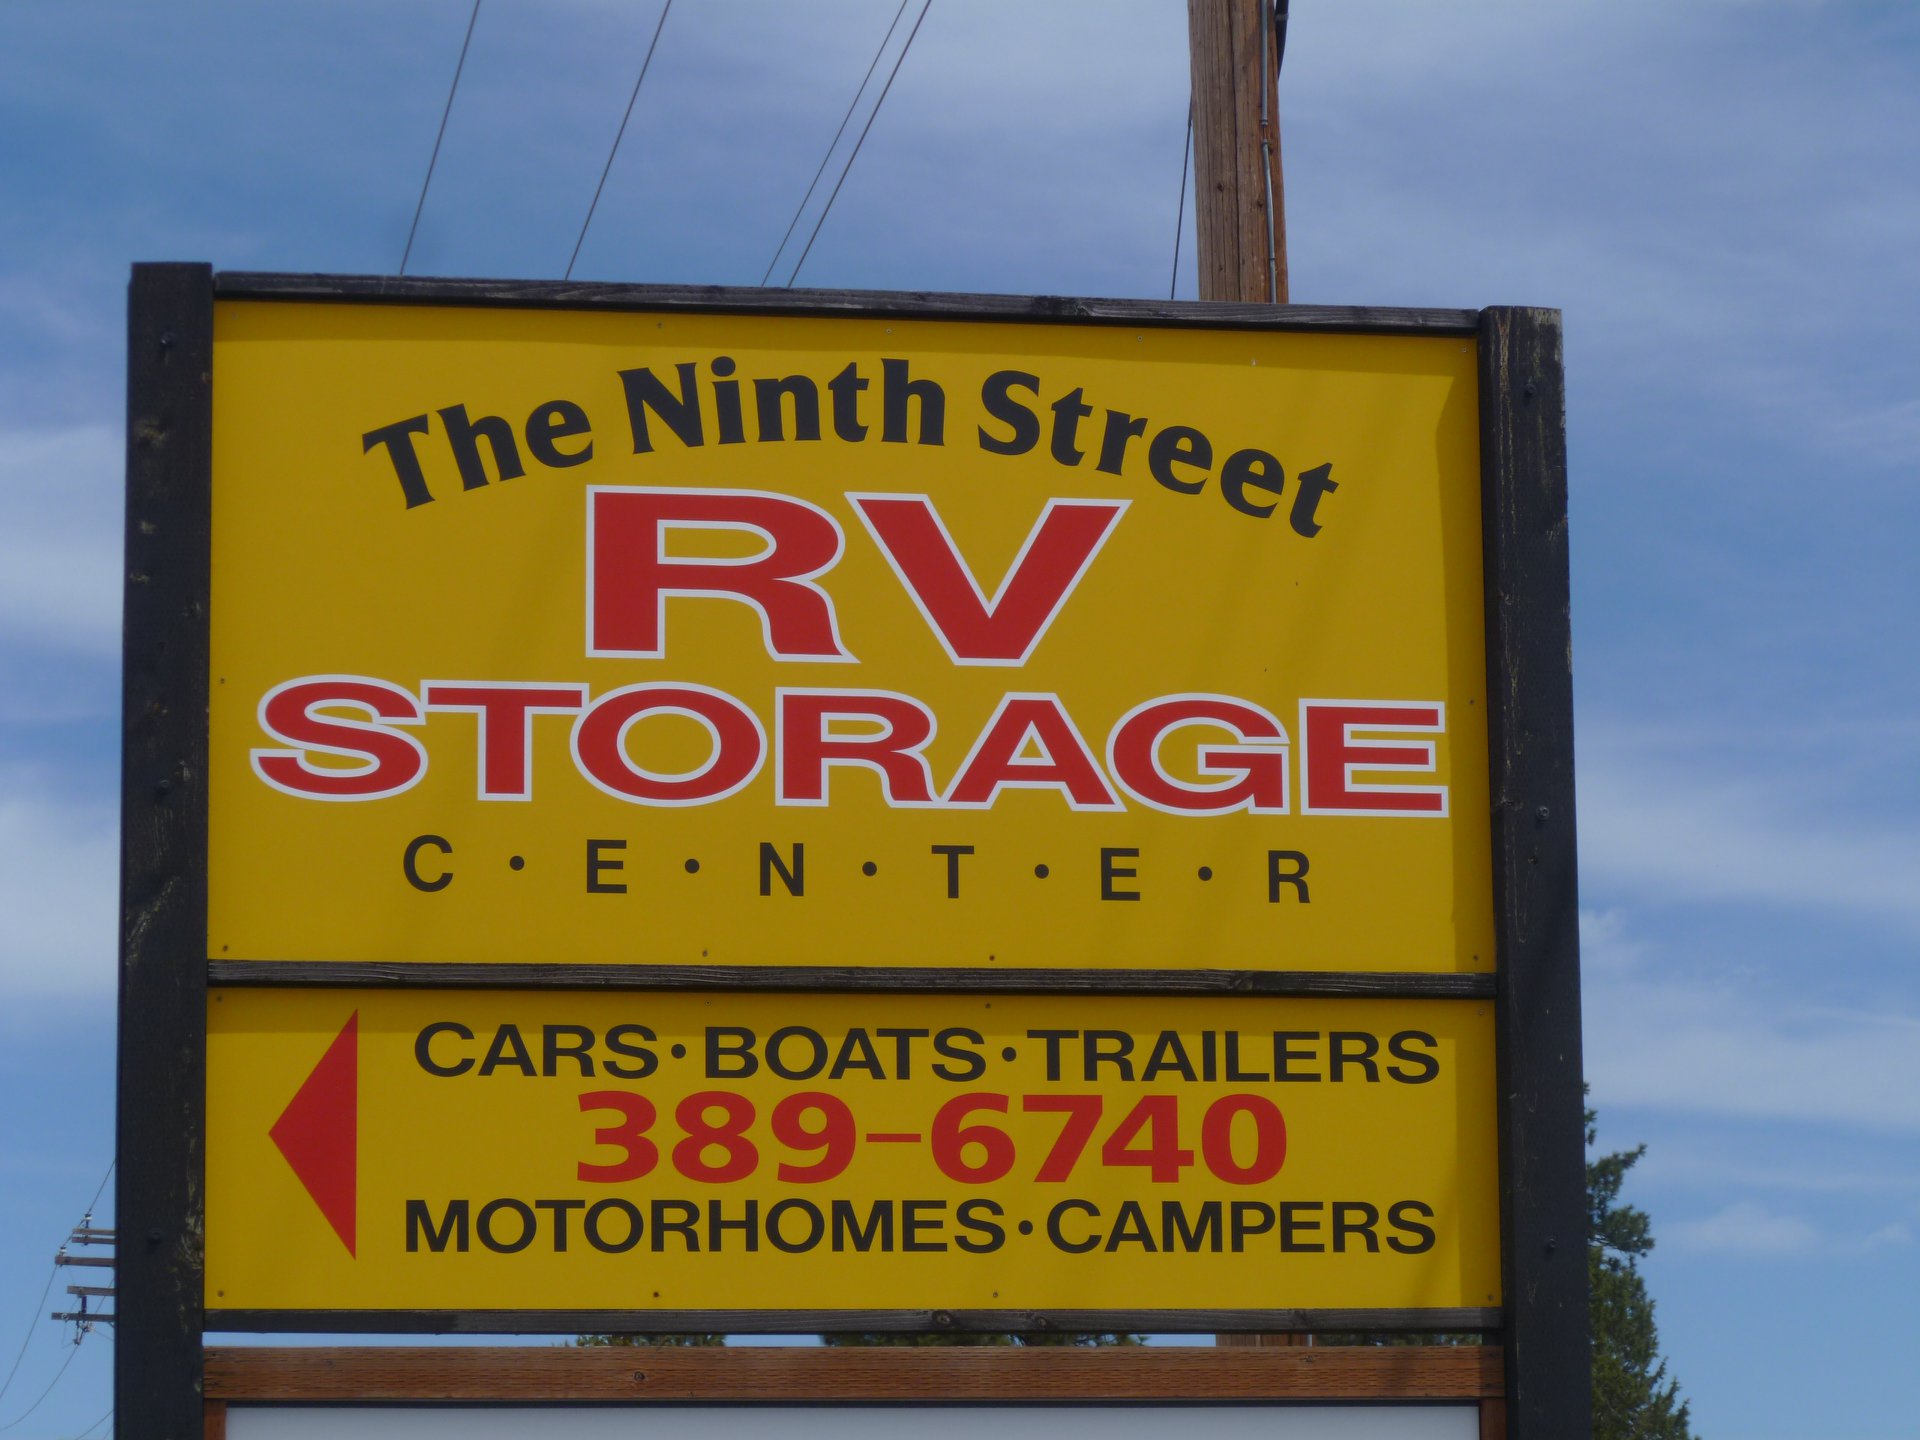 The Ninth Street
RV
STORAGE
C·E·N·T·E·R
CARS·BOATS·TRAILERS
389-6740
MOTORHOMES·CAMPERS